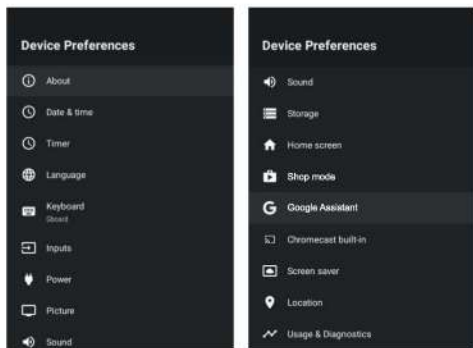 Device Preferences
About
Date & time
Timer
Language
Keyboard
Gboard
Inputs
Power
Picture
Sound
Device Preferences
Sound
Storage
Home screen
Shop mode
Google Assistant
Chromecast built-in
Screen saver
Location
Usage & Diagnostics